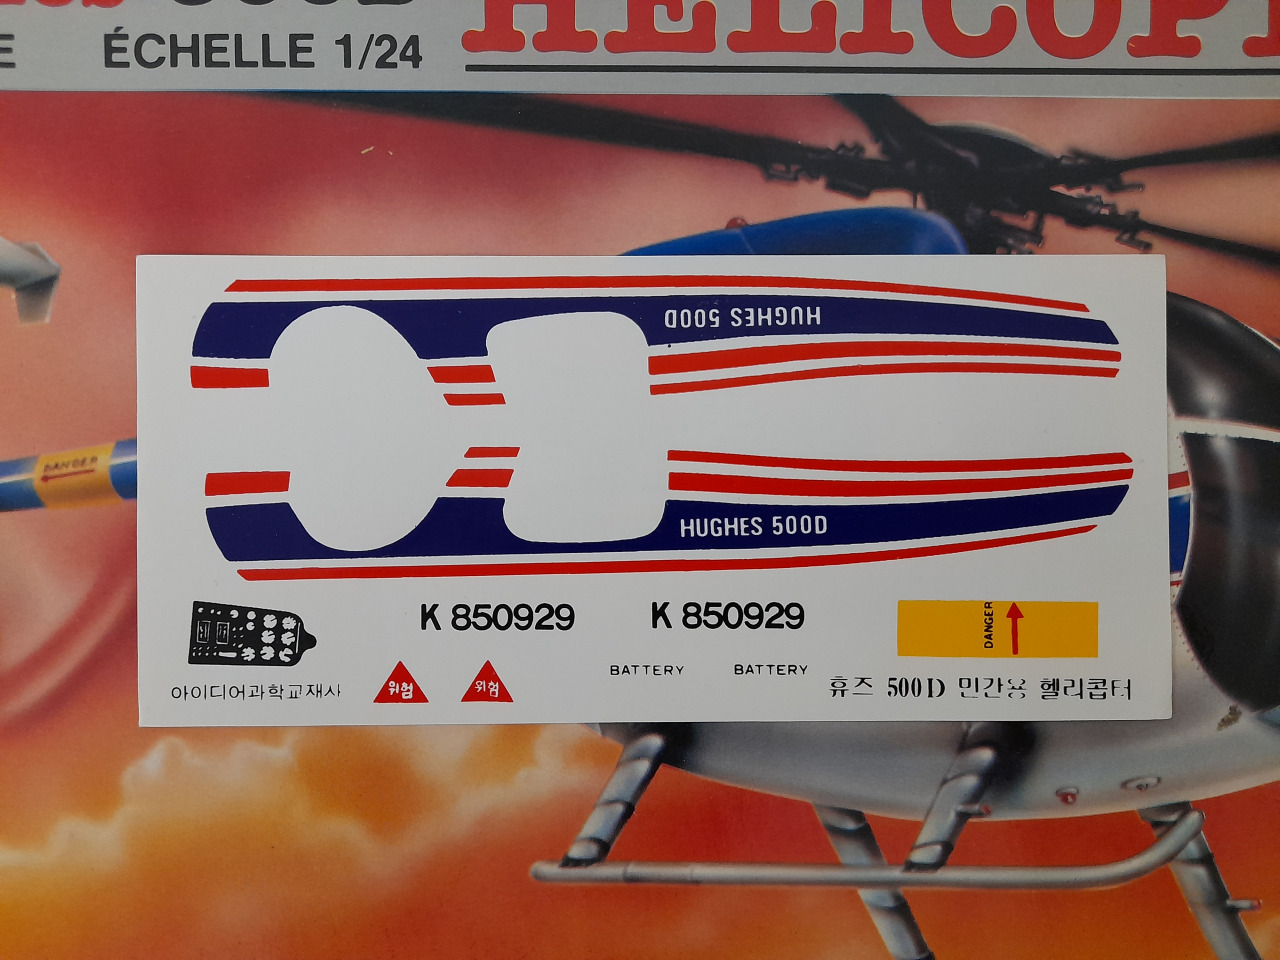 ÉCHELLE 1/24
HUGHES 500D
DANGER
HUGHES 500D
K 850929
K 850929
DANGER
위험
위험
BATTERY
BATTERY
아이디어과학교재사
휴즈 500D 민간용 헬리콥터